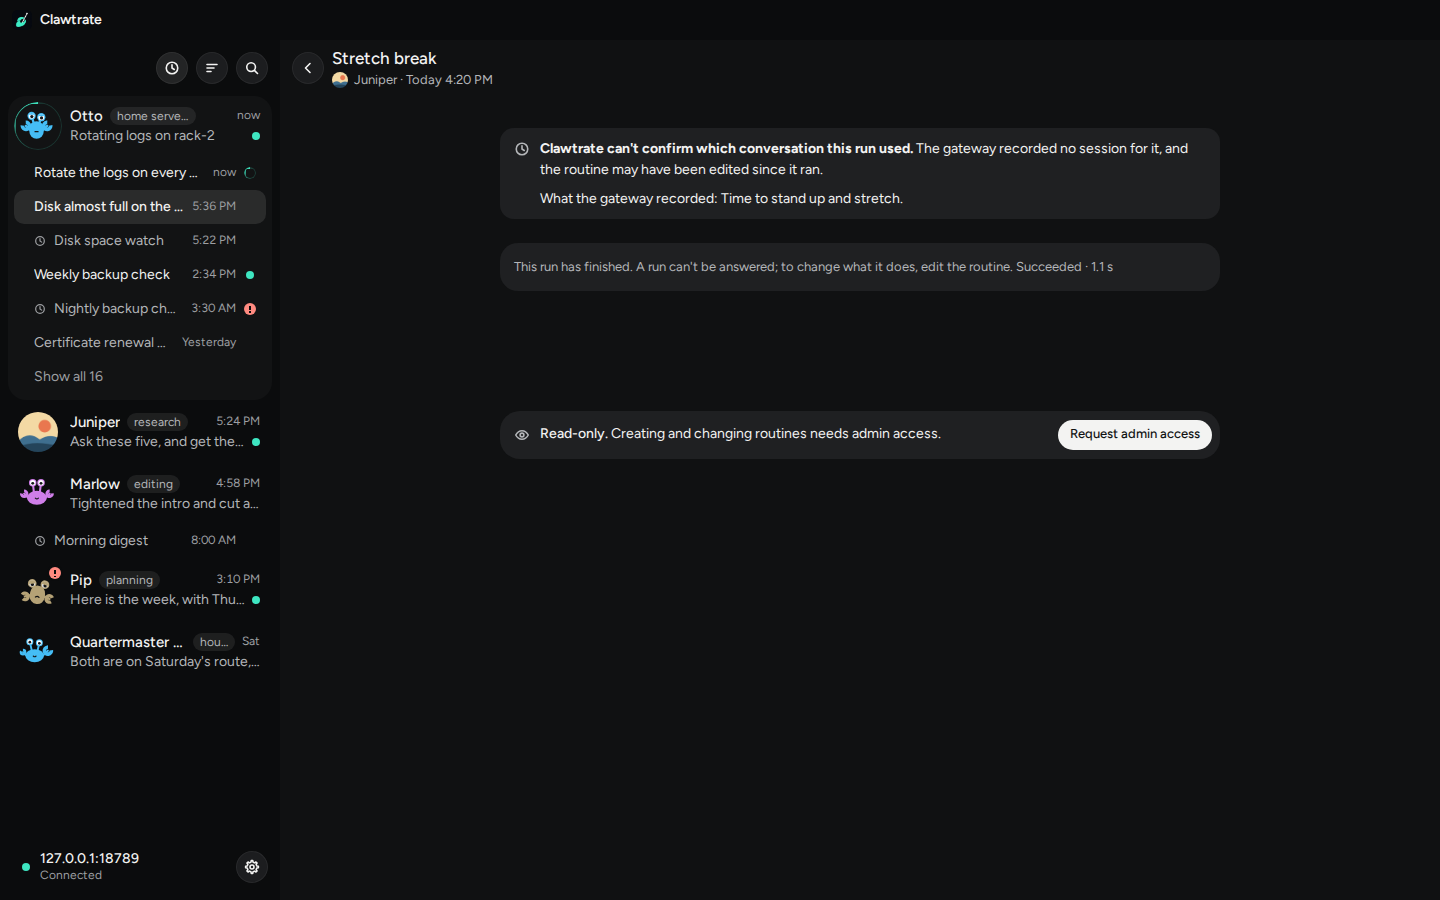 Clawtrate
Stretch break
Juniper · Today 4:20 PM
Otto home serve... now
Rotating logs on rack-2
Rotate the logs on every ... now
Disk almost full on the ... 5:36 PM
Disk space watch 5:22 PM
Weekly backup check 2:34 PM
Nightly backup ch... 3:30 AM
Certificate renewal ... Yesterday
Show all 16
Juniper research 5:24 PM
Ask these five, and get the...
Marlow editing 4:58 PM
Tightened the intro and cut a...
Morning digest 8:00 AM
Pip planning 3:10 PM
Here is the week, with Thu...
Quartermaster ... hou... Sat
Both are on Saturday's route,...
127.0.0.1:18789
Connected
Clawtrate can't confirm which conversation this run used. The gateway recorded no session for it, and
the routine may have been edited since it ran.
What the gateway recorded: Time to stand up and stretch.
This run has finished. A run can't be answered; to change what it does, edit the routine. Succeeded · 1.1 s
Read-only. Creating and changing routines needs admin access.
Request admin access